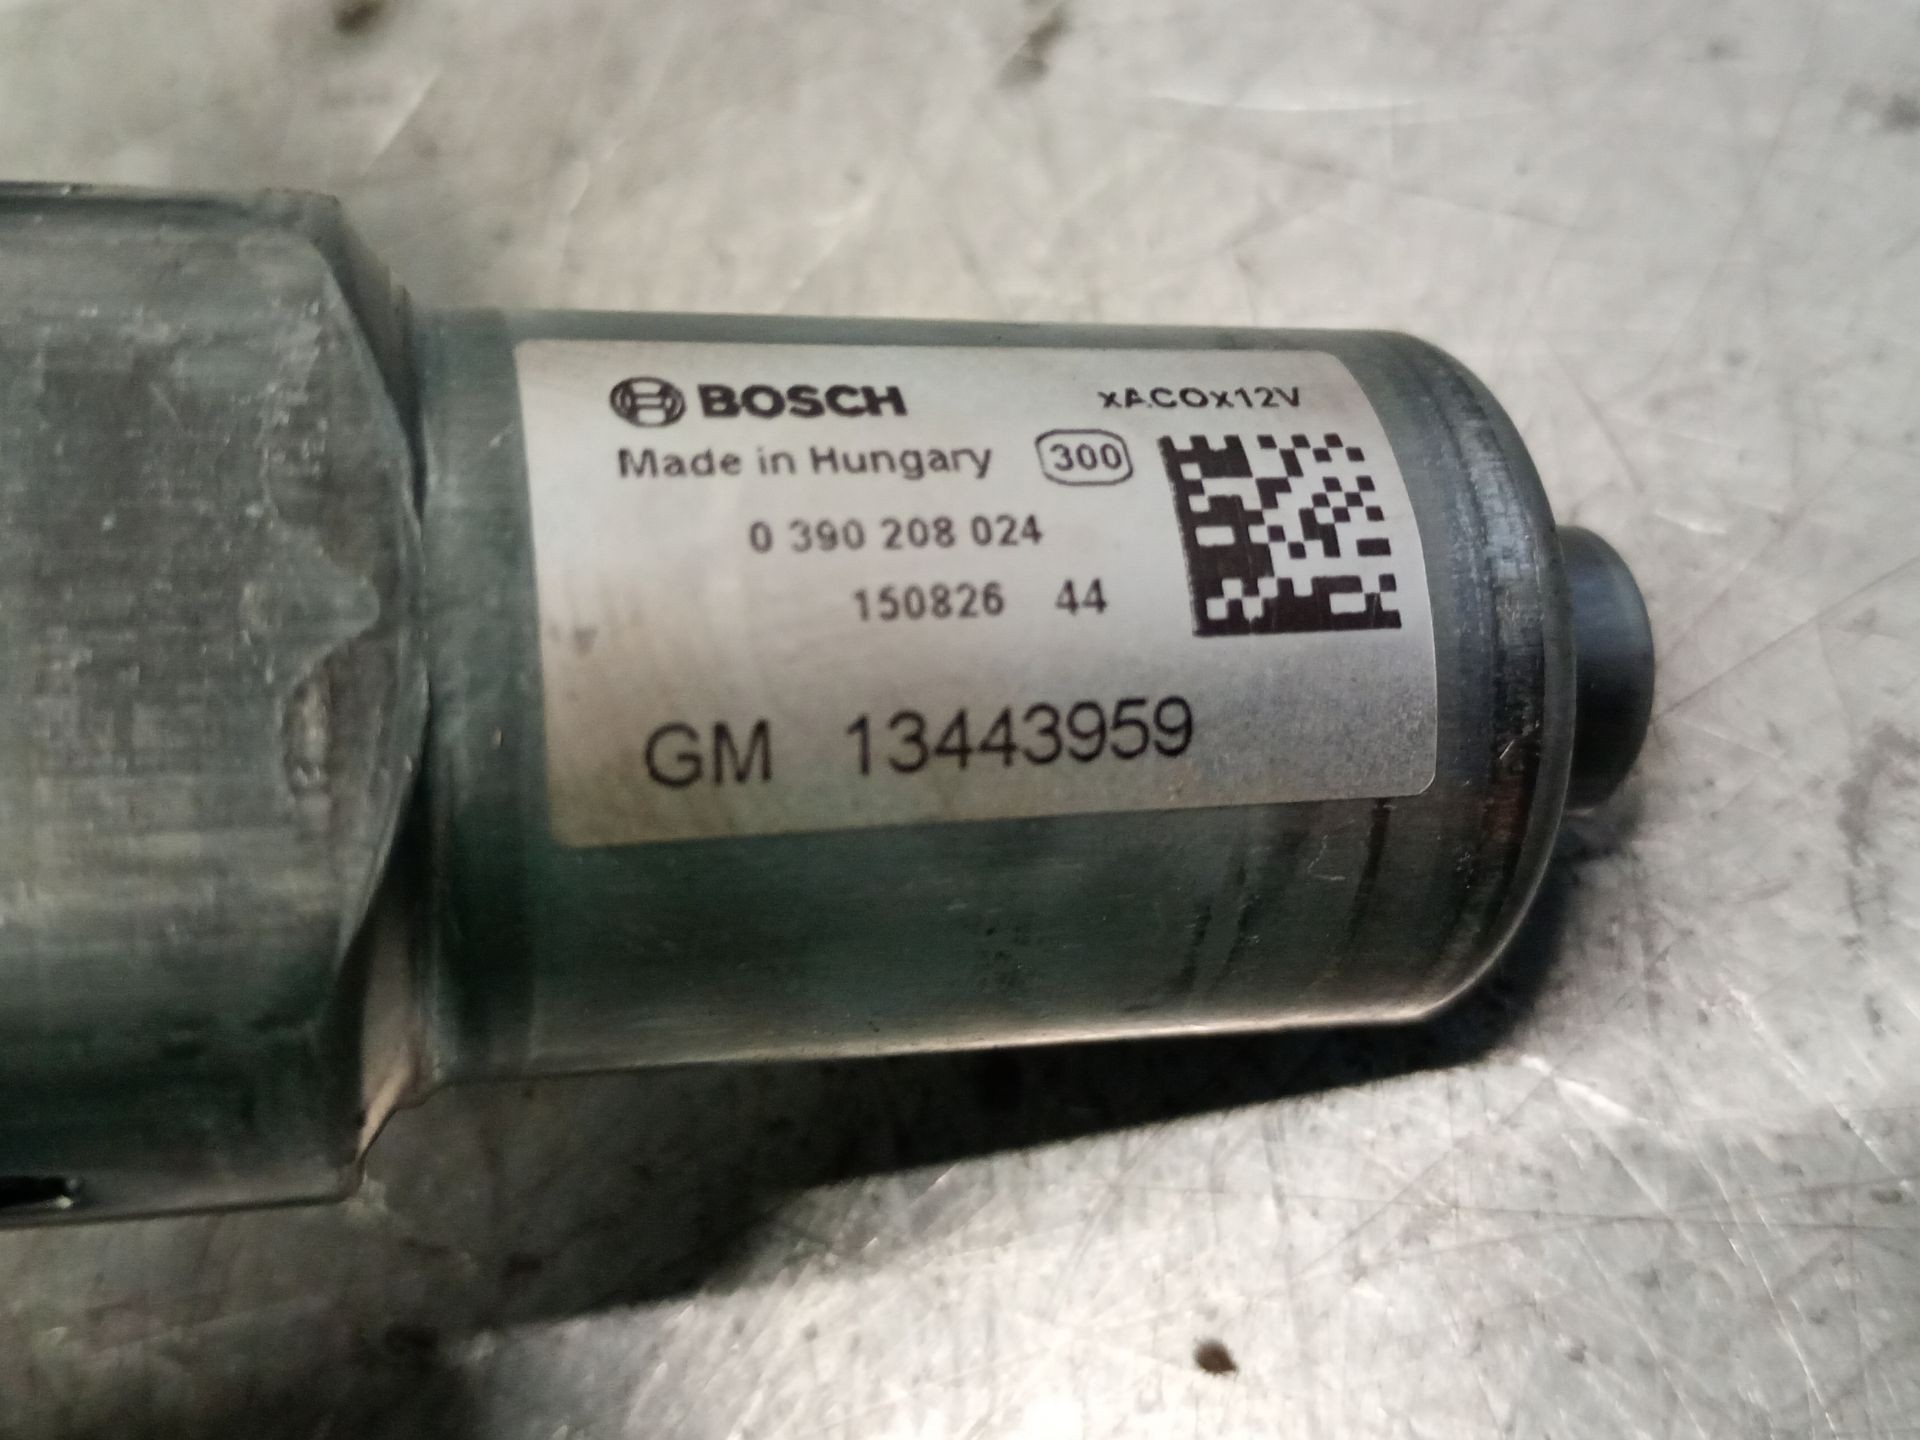 BOSCH xACOx12V
Made in Hungary 300
0 390 208 024
150826 44
GM 13443959